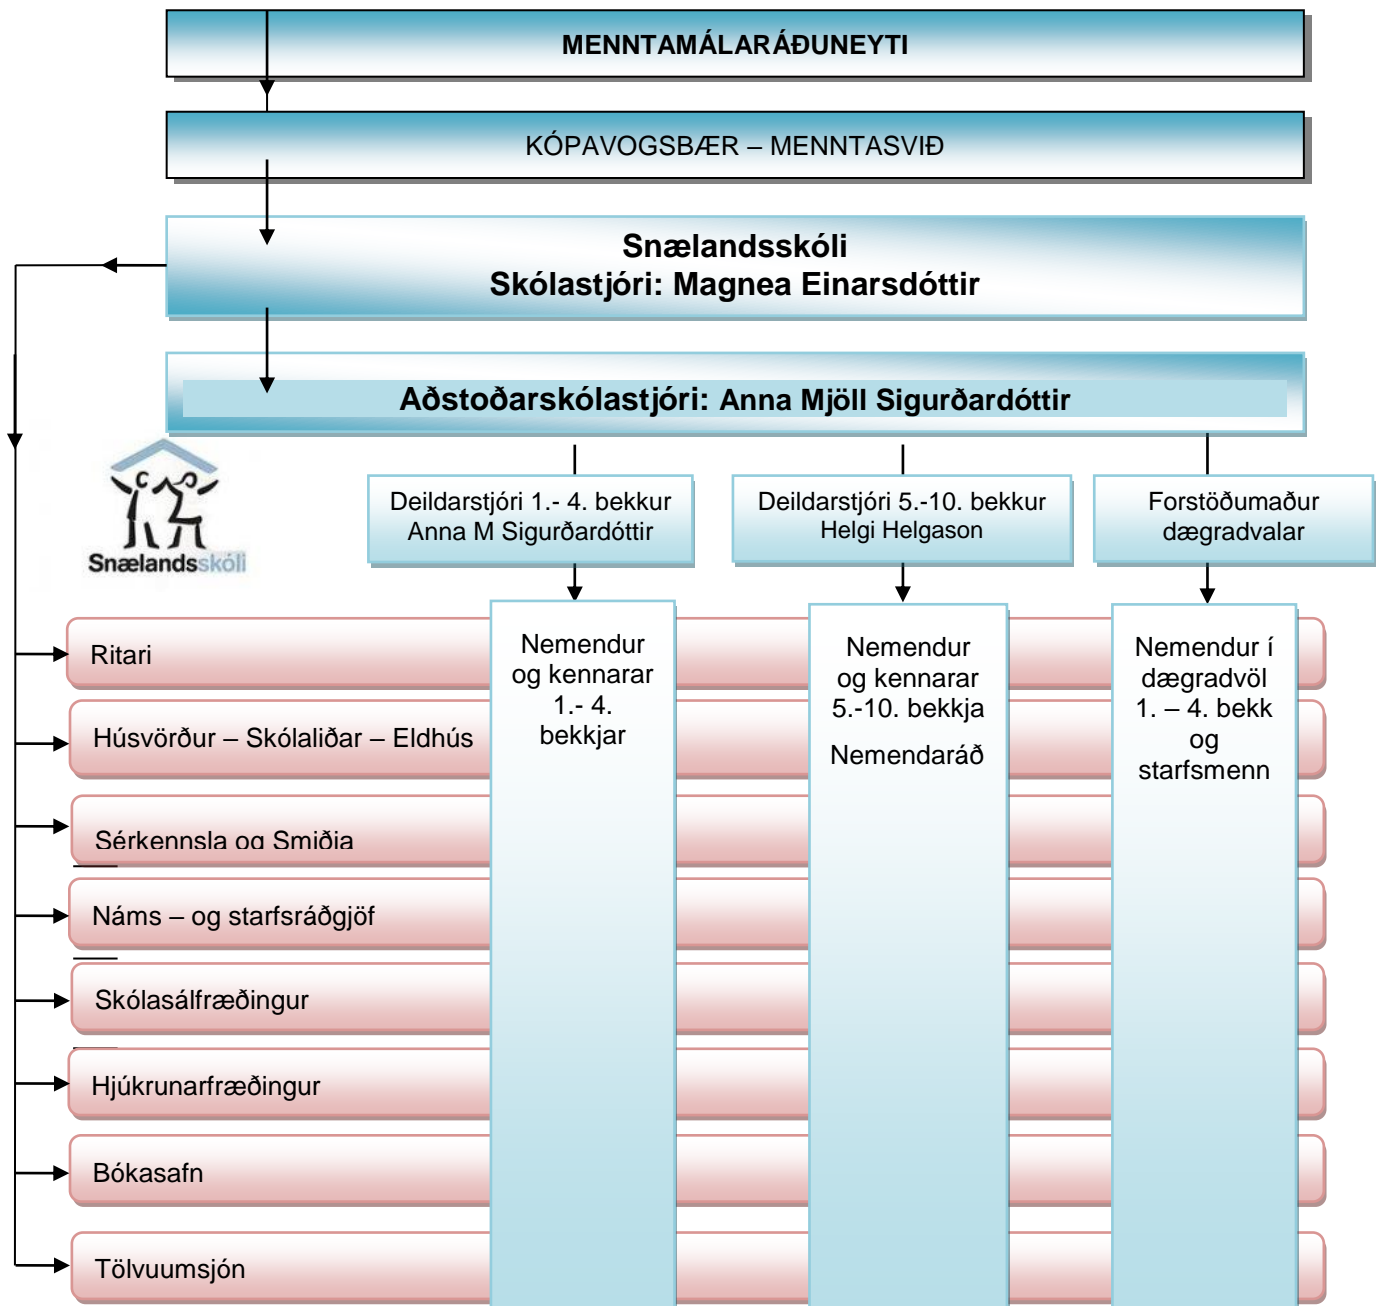 MENNTAMÁLARÁÐUNEYTI
KÓPAVOGSBÆR – MENNTASVIÐ
Snælandsskóli
Skólastjóri: Magnea Einarsdóttir
Aðstoðarskólastjóri: Anna Mjöll Sigurðardóttir
Snælandsskóli
Deildarstjóri 1.- 4. bekkur
Anna M Sigurðardóttir
Deildarstjóri 5.-10. bekkur
Helgi Helgason
Forstöðumaður
dægradvalar
Nemendur
og kennarar
1.- 4.
bekkjar
Nemendur
og kennarar
5.-10. bekkja
Nemendaráð
Nemendur í
dægradvöl
1. – 4. bekk
og
starfsmenn
Ritari
Húsvörður – Skólaliðar – Eldhús
Sérkennsla og Smiðja
Náms – og starfsráðgjöf
Skólasálfræðingur
Hjúkrunarfræðingur
Bókasafn
Tölvuumsjón